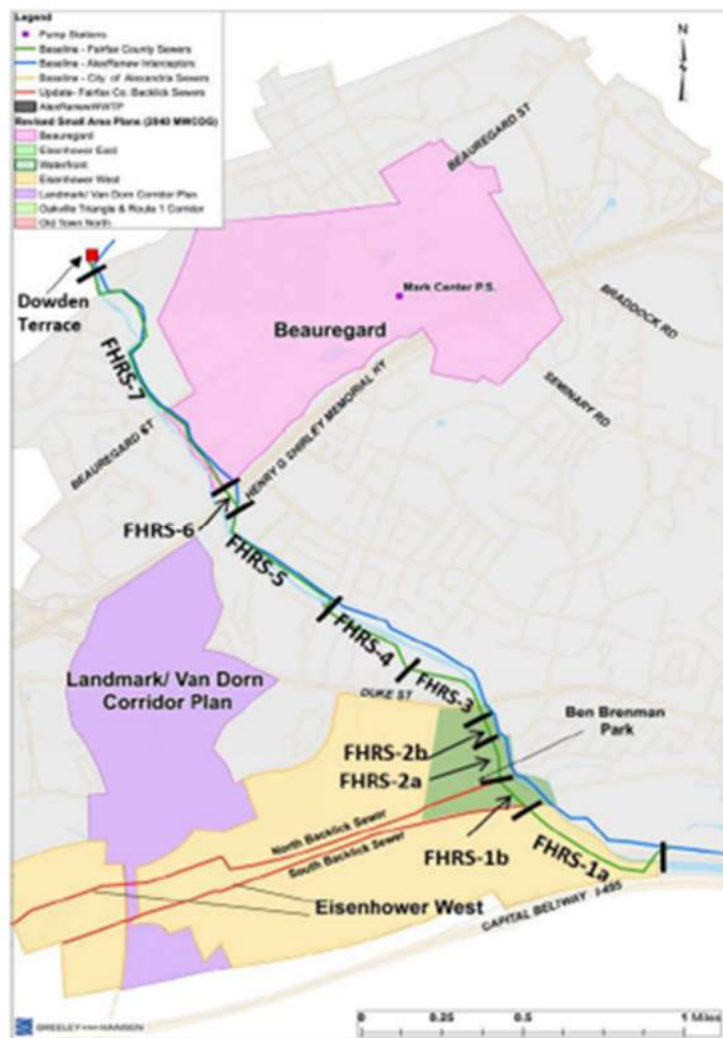 Legend
Pump Stations
Baseline - Fairfax County Sewers
Baseline - AlexRenew Interceptors
Baseline - City of Alexandria Sewers
Update- Fairfax Co. Backlick Sewers
AlexRenewWWTP
Revised Small Area Plans (2040 MWCOG)
Beauregard
Eisenhower East
Waterfront
Eisenhower West
Landmark/ Van Dorn Corridor Plan
Oakville Triangle & Route 1 Corridor
Old Town North
N
BEAUREGARD ST
Dowden
Terrace
Mark Center P.S.
BRADDOCK RD
Beauregard
FHRS-7
SEMINARY RD
BEAUREGARD ST
HENRY G SHIRLEY MEMORIAL HY
FHRS-6
FHRS-5
FHRS-4
Landmark/ Van Dorn
Corridor Plan
DUKE ST
FHRS-3
Ben Brenman
Park
FHRS-2b
FHRS-2a
North Backlick Sewer
South Backlick Sewer
FHRS-1b
FHRS-1a
Eisenhower West
CAPITAL BELTWAY I-495
GREELEY AND HANSEN
0 0.25 0.5 1 Miles